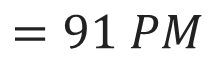 = 91 PM